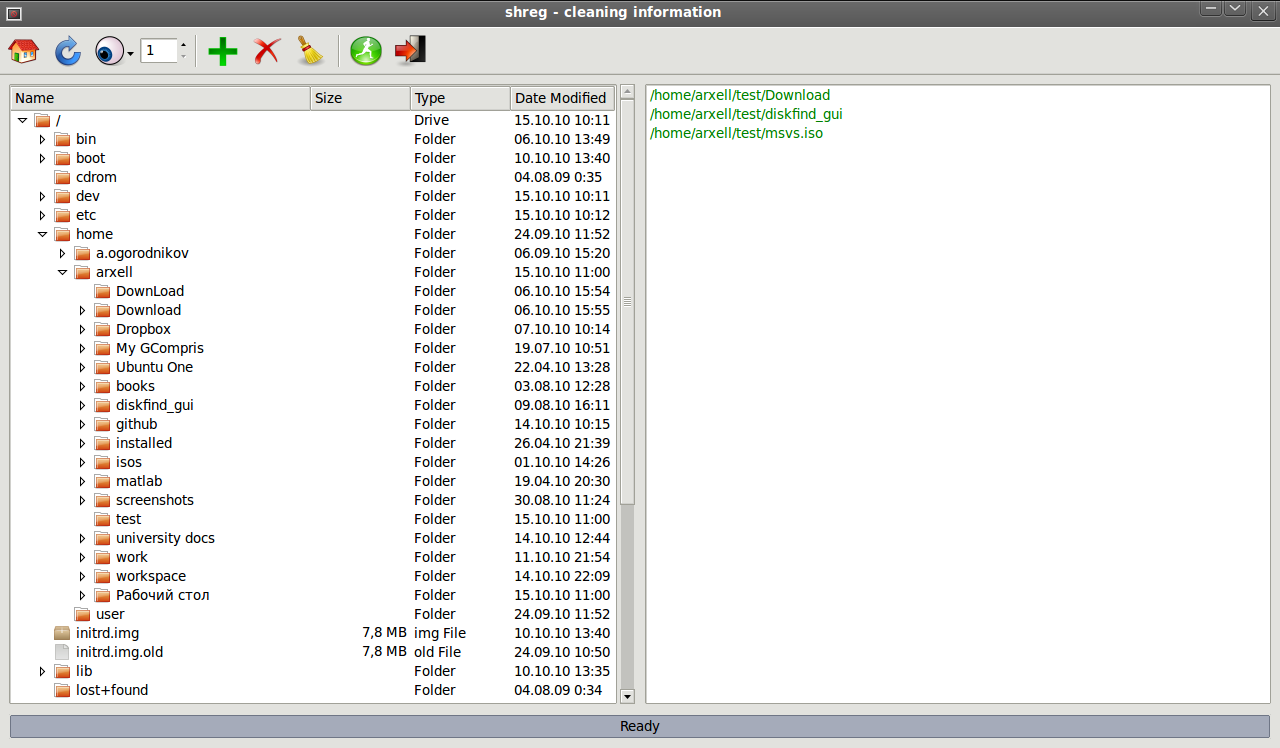 shreg - cleaning information
1
Name Size Type Date Modified
/ Drive 15.10.10 10:11
bin Folder 06.10.10 13:49
boot Folder 10.10.10 13:40
cdrom Folder 04.08.09 0:35
dev Folder 15.10.10 10:11
etc Folder 15.10.10 10:12
home Folder 24.09.10 11:52
a.ogorodnikov Folder 06.09.10 15:20
arxell Folder 15.10.10 11:00
DownLoad Folder 06.10.10 15:54
Download Folder 06.10.10 15:55
Dropbox Folder 07.10.10 10:14
My GCompris Folder 19.07.10 10:51
Ubuntu One Folder 22.04.10 13:28
books Folder 03.08.10 12:28
diskfind_gui Folder 09.08.10 16:11
github Folder 14.10.10 10:15
installed Folder 26.04.10 21:39
isos Folder 01.10.10 14:26
matlab Folder 19.04.10 20:30
screenshots Folder 30.08.10 11:24
test Folder 15.10.10 11:00
university docs Folder 14.10.10 12:44
work Folder 11.10.10 21:54
workspace Folder 14.10.10 22:09
Рабочий стол Folder 15.10.10 11:00
user Folder 24.09.10 11:52
initrd.img 7,8 MB img File 10.10.10 13:40
initrd.img.old 7,8 MB old File 24.09.10 10:50
lib Folder 10.10.10 13:35
lost+found Folder 04.08.09 0:34
/home/arxell/test/Download
/home/arxell/test/diskfind_gui
/home/arxell/test/msvs.iso
Ready